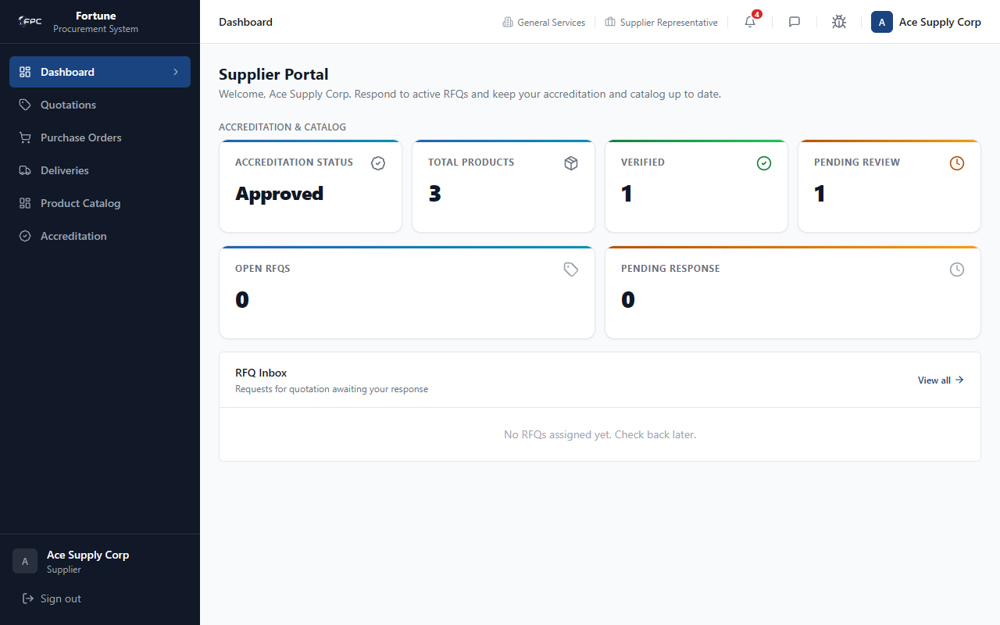 FPC
Fortune
Procurement System
Dashboard
Quotations
Purchase Orders
Deliveries
Product Catalog
Accreditation
A
Ace Supply Corp
Supplier
Sign out
Dashboard
General Services
Supplier Representative
4
A
Ace Supply Corp
Supplier Portal
Welcome, Ace Supply Corp. Respond to active RFQs and keep your accreditation and catalog up to date.
ACCREDITATION & CATALOG
ACCREDITATION STATUS
Approved
TOTAL PRODUCTS
3
VERIFIED
1
PENDING REVIEW
1
OPEN RFQS
0
PENDING RESPONSE
0
RFQ Inbox
Requests for quotation awaiting your response
View all
No RFQs assigned yet. Check back later.